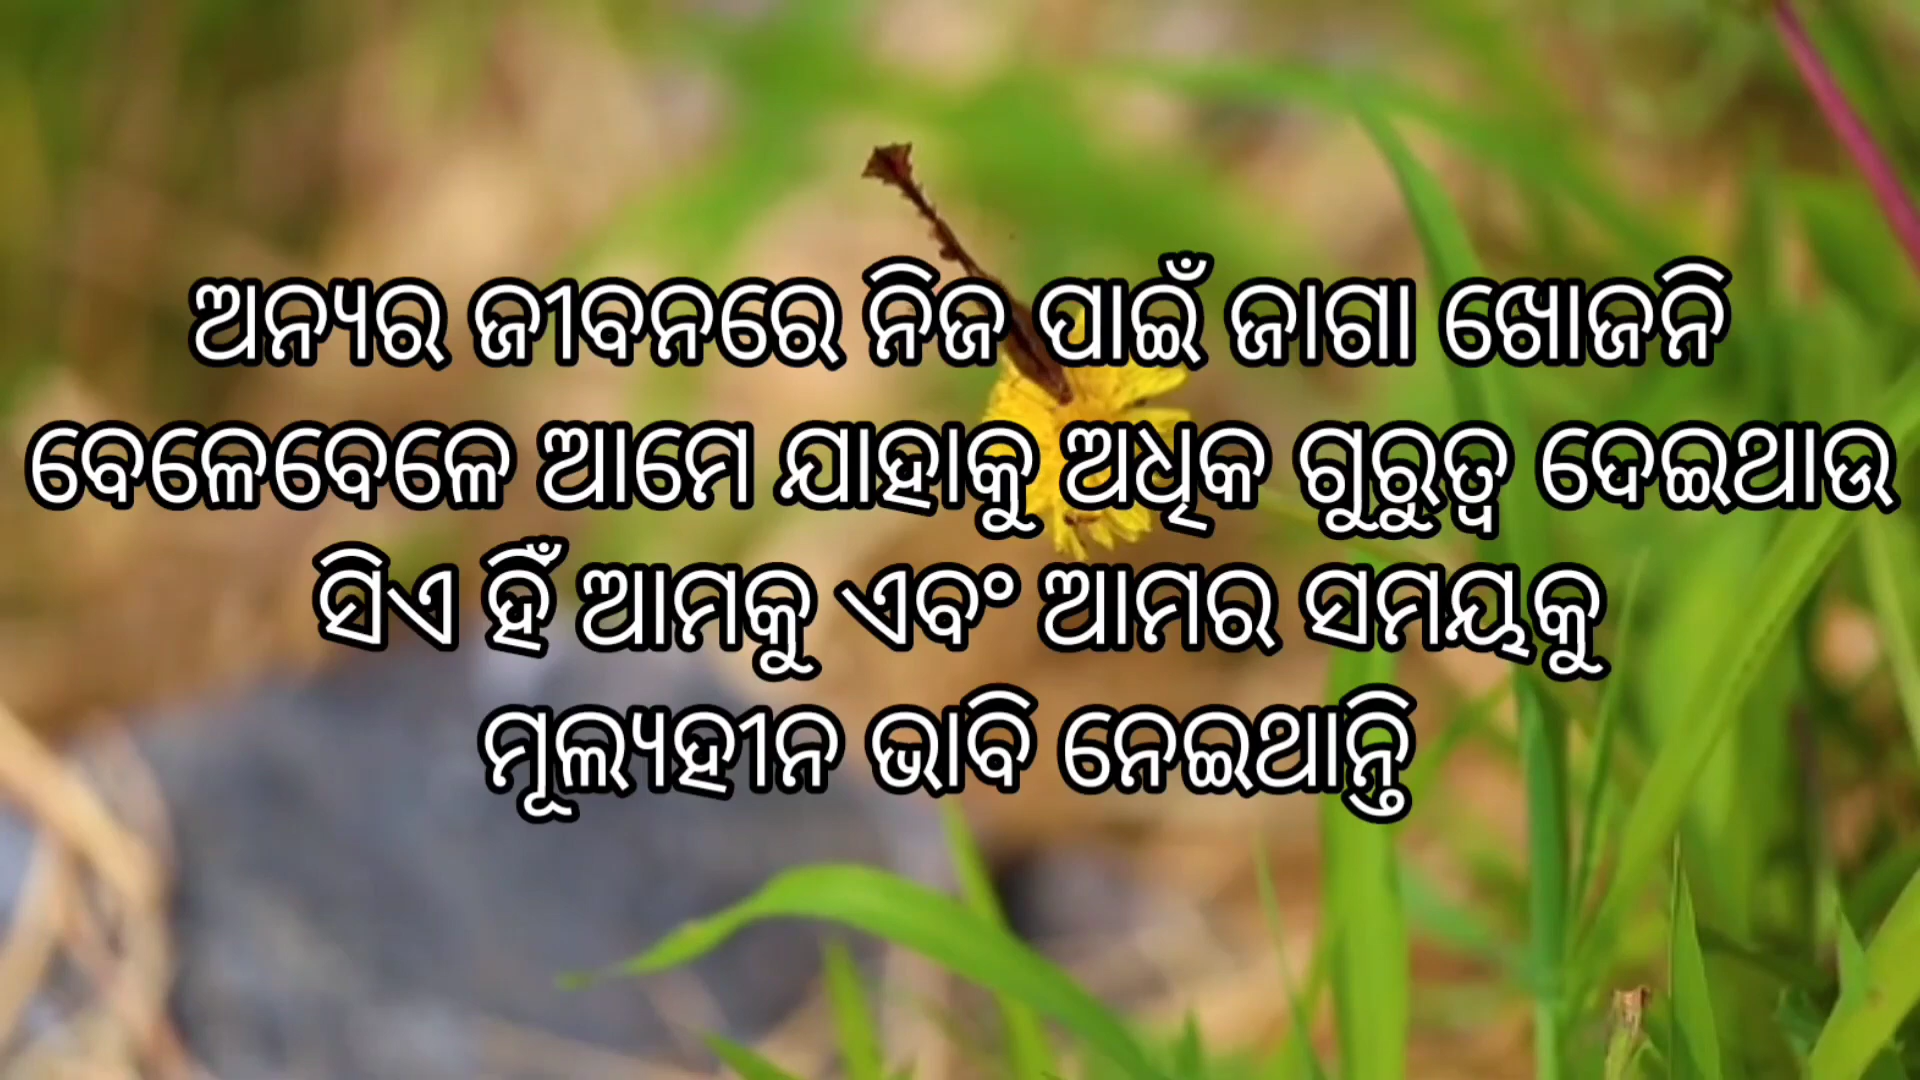 ଅନ୍ୟର ଜୀବନରେ ନିଜ ପାଇଁ ଜାଗା ଖୋଜନି
ବେଳେବେଳେ ଆମେ ଯାହାକୁ ଅଧିକ ଗୁରୁତ୍ୱ ଦେଇଥାଉ
ସିଏ ହିଁ ଆମକୁ ଏବଂ ଆମର ସମୟକୁ
ମୂଲ୍ୟହୀନ ଭାବି ନେଇଥାନ୍ତି